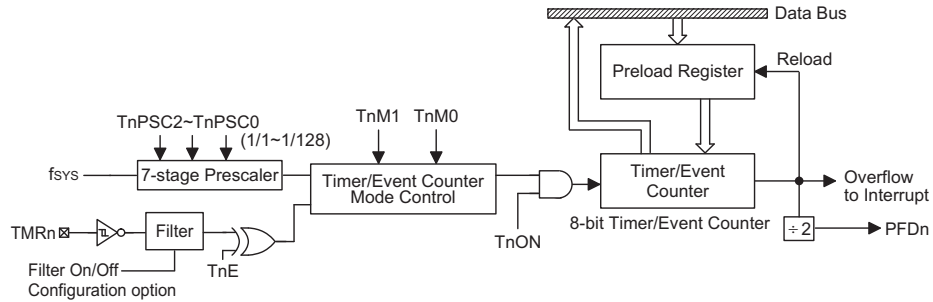 Data Bus
Preload Register
Reload
TnPSC2~TnPSC0
(1/1~1/128)
TnM1
TnM0
fSYS
7-stage Prescaler
Timer/Event Counter
Mode Control
Timer/Event
Counter
Overflow
to Interrupt
8-bit Timer/Event Counter
TMRn
Filter
TnON
÷2
PFDn
TnE
Filter On/Off
Configuration option